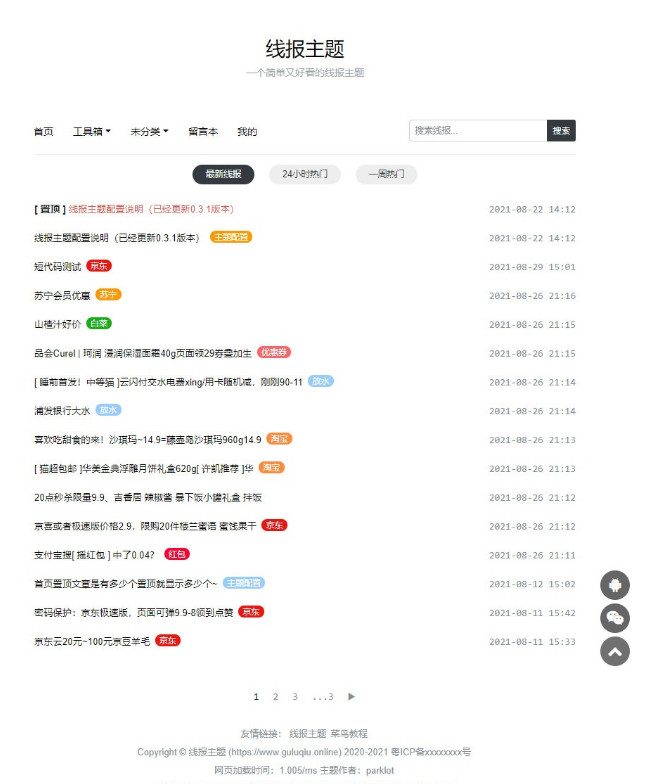 线报主题
一个简单又好看的线报主题
首页 工具箱 未分类 留言本 我的 搜索线报... 搜索
最新线报 24小时热门 一周热门
[ 置顶 ] 线报主题配置说明（已经更新0.3.1版本） 2021-08-22 14:12
线报主题配置说明（已经更新0.3.1版本） 主题配置 2021-08-22 14:12
短代码测试 京东 2021-08-29 15:01
苏宁会员优惠 苏宁 2021-08-26 21:16
山楂汁好价 白菜 2021-08-26 21:15
品会Curel | 珂润 浸润保湿面霜40g页面领29券叠加生 优惠券 2021-08-26 21:15
[ 睡前首发！中等猫 ]云闪付交水电器xing/用卡随机减，刚刚90-11 放水 2021-08-26 21:14
浦发银行大水 放水 2021-08-26 21:14
喜欢吃甜食的来！沙琪玛~14.9=藤壶岛沙琪玛960g14.9 淘宝 2021-08-26 21:13
[ 猫超包邮 ]华美金典浮雕月饼礼盒620g[ 许凯推荐 ]华 淘宝 2021-08-26 21:13
20点秒杀限量9.9、吉香居 辣椒酱 暴下饭小罐礼盒 拌饭 2021-08-26 21:12
京喜或者极速版价格2.9，限购20件楼兰蜜语 蜜饯果干 京东 2021-08-26 21:12
支付宝搜[ 摇红包 ] 中了0.04？ 红包 2021-08-26 21:11
首页置顶文章是有多少个置顶就显示多少个~ 主题配置 2021-08-12 15:02
密码保护：京东极速版，页面可弹9.9-8领到点赞 京东 2021-08-11 15:42
京东云20元~100元京豆羊毛 京东 2021-08-11 15:33
1 2 3 ...3
友情链接： 线报主题 菜鸟教程
Copyright © 线报主题 (https://www.guluqiu.online) 2020-2021 粤ICP备xxxxxxxx号
网页加载时间：1.005/ms 主题作者：parklot